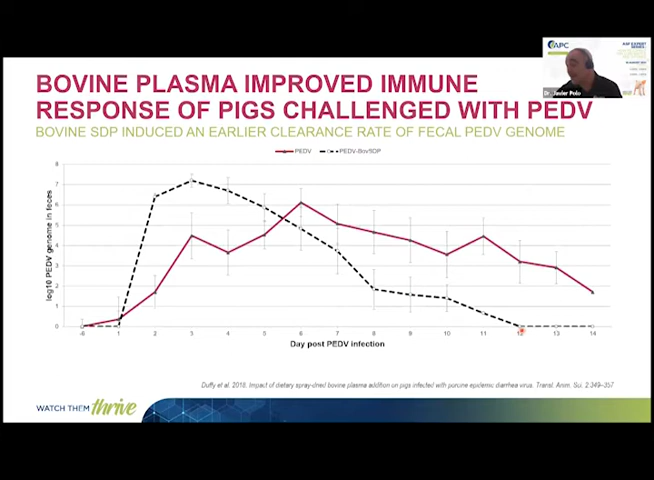 APC
Dr. Javier Polo
BOVINE PLASMA IMPROVED IMMUNE
RESPONSE OF PIGS CHALLENGED WITH PEDV
BOVINE SDP INDUCED AN EARLIER CLEARANCE RATE OF FECAL PEDV GENOME
PEDV
PEDV-BovSDP
log10 PEDV genome in feces
8
7
6
5
4
3
2
1
0
1 2 3 4 5 6 7 8 9 10 11 12 13 14
Day post PEDV infection
Duffy et al. 2018. Impact of dietary spray-dried bovine plasma addition on pigs infected with porcine epidemic diarrhea virus. Transl. Anim. Sci. 2:349–357
WATCH THEM thrive